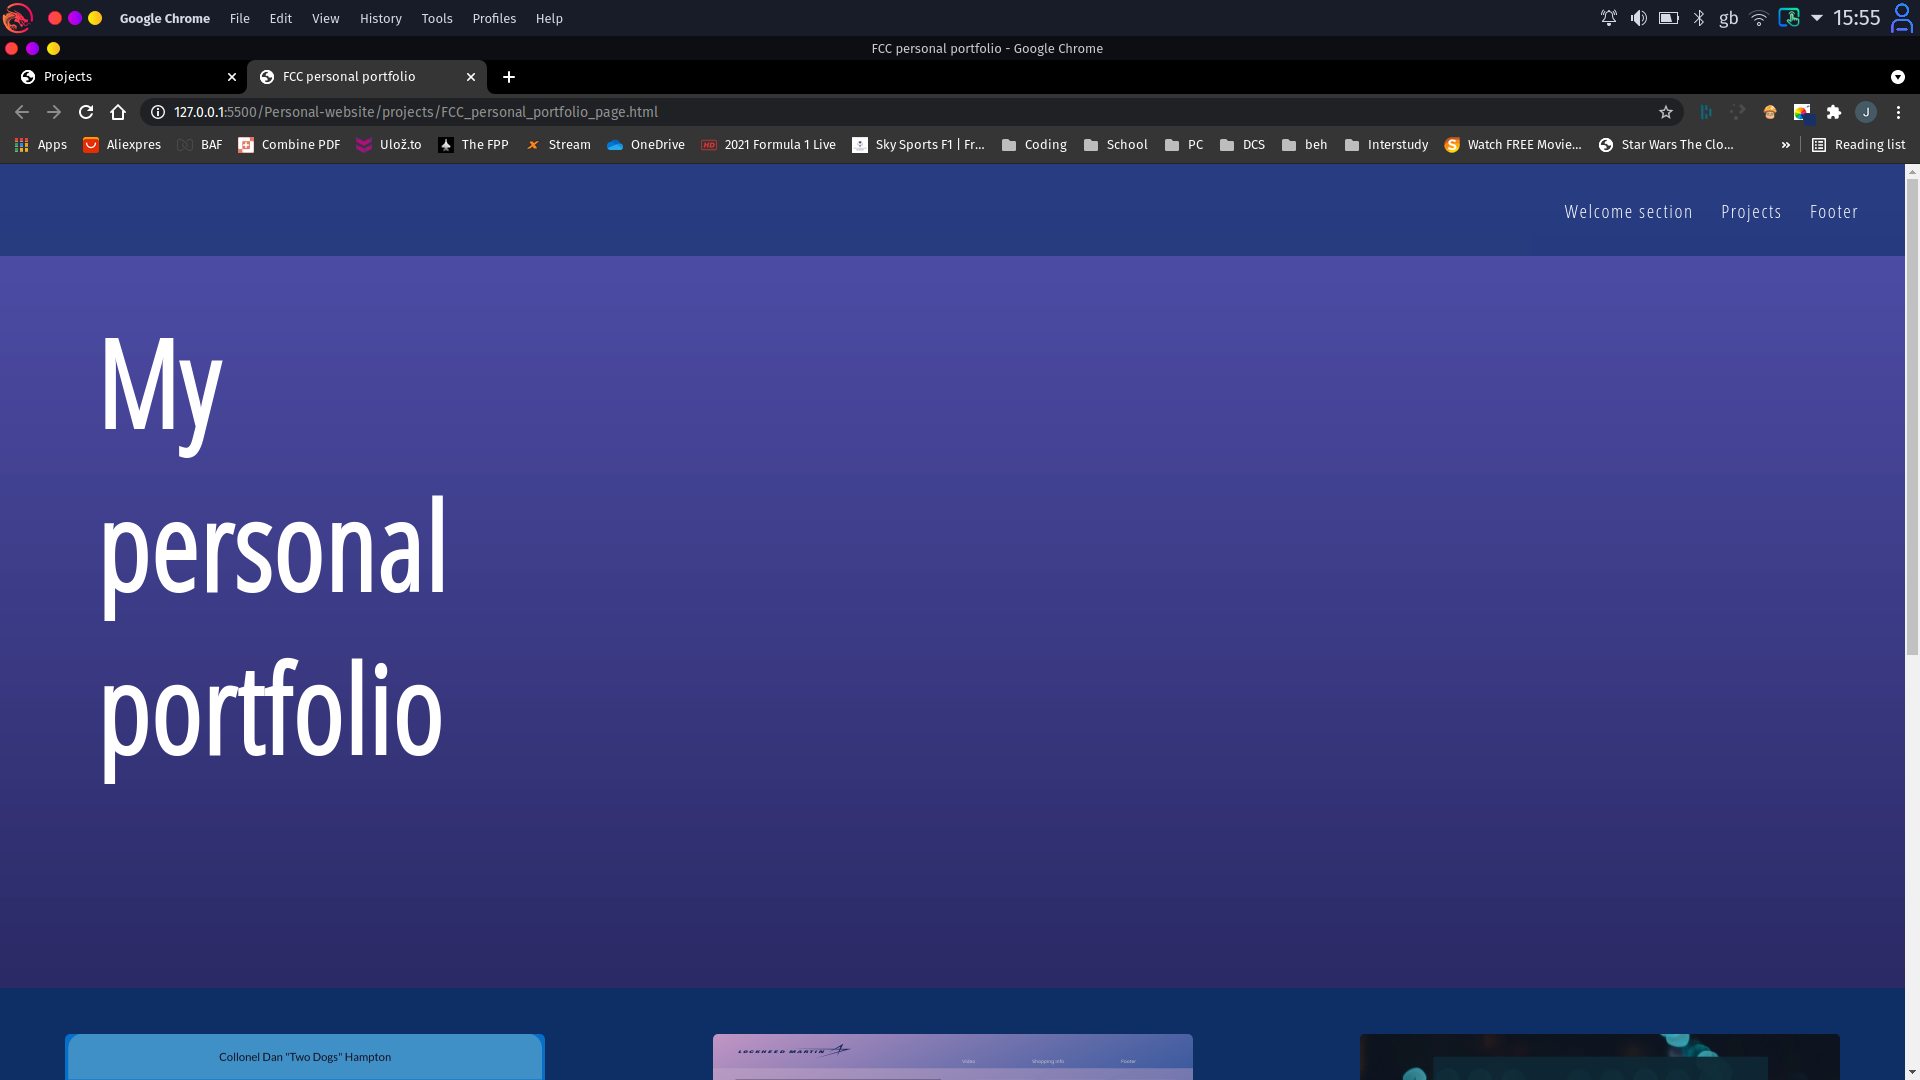 Google Chrome File Edit View History Tools Profiles Help gb 15:55
FCC personal portfolio - Google Chrome
Projects FCC personal portfolio
127.0.0.1:5500/Personal-website/projects/FCC_personal_portfolio_page.html J
Apps Aliexpres BAF Combine PDF Ulož.to The FPP Stream OneDrive HD 2021 Formula 1 Live Sky Sports F1 | Fr... Coding School PC DCS beh Interstudy Watch FREE Movie... Star Wars The Clo... » Reading list
Welcome section Projects Footer
My
personal
portfolio
Collonel Dan "Two Dogs" Hampton
LOCKHEED MARTIN
Video Shopping info Footer